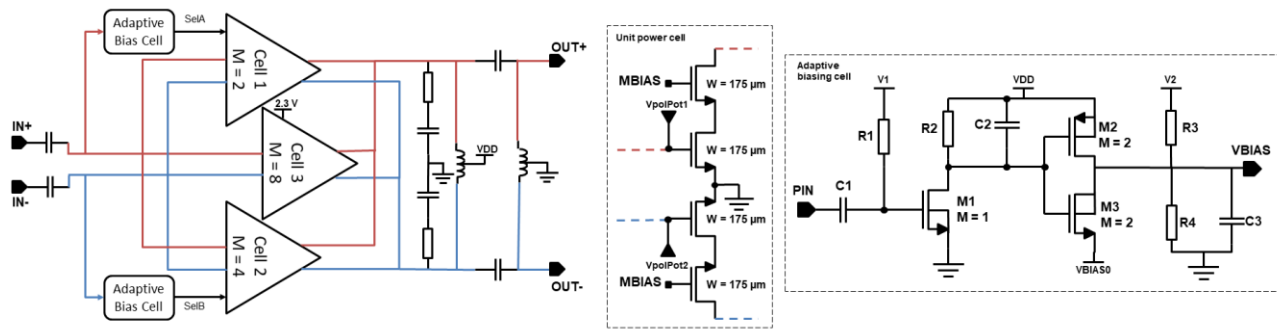 Adaptive
Bias Cell
SelA
Cell 1
M = 2
IN+
IN-
2.3 V
Cell 3
M = 8
Cell 2
M = 4
Adaptive
Bias Cell
SelB
VDD
OUT+
OUT-
Unit power cell
MBIAS
W = 175 µm
VpolPot1
W = 175 µm
W = 175 µm
VpolPot2
MBIAS
W = 175 µm
Adaptive
biasing cell
V1
VDD
V2
R1
R2
C2
M2
M = 2
R3
VBIAS
PIN
C1
M1
M = 1
M3
M = 2
R4
C3
VBIAS0